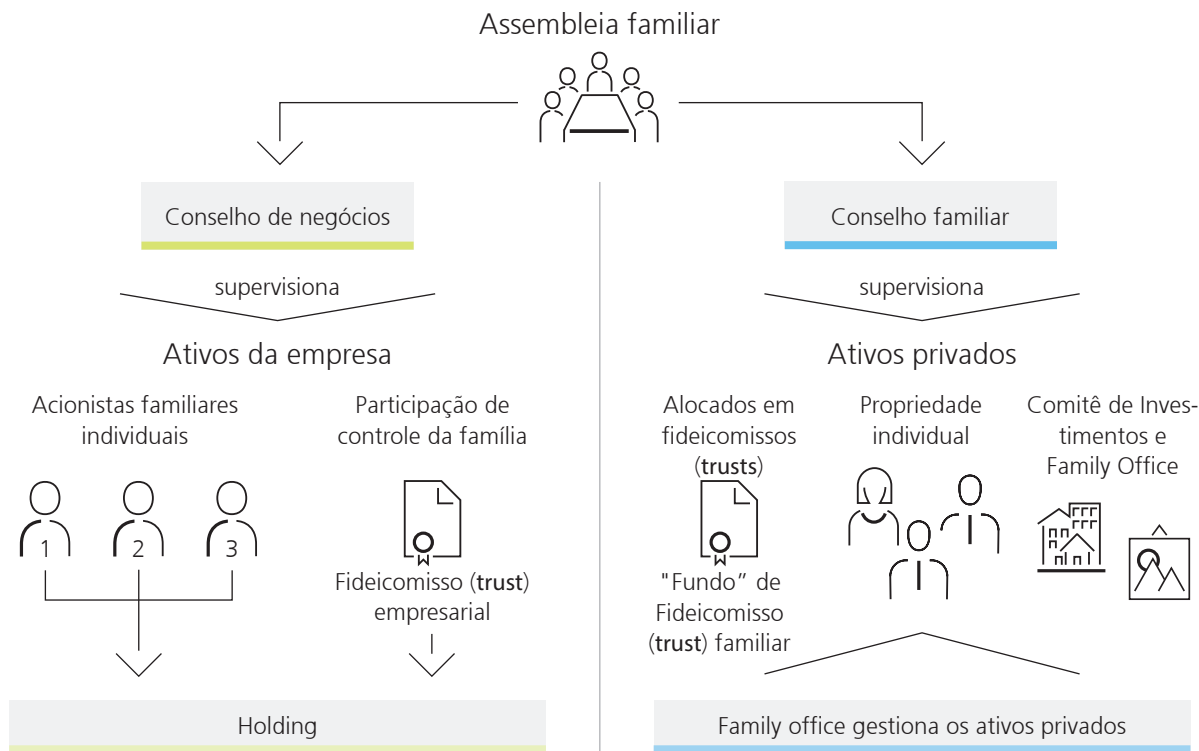 Assembleia familiar
Conselho de negócios
supervisiona
Ativos da empresa
Acionistas familiares
individuais
1
2
3
Participação de
controle da família
Fideicomisso (trust)
empresarial
Holding
Conselho familiar
supervisiona
Ativos privados
Alocados em
fideicomissos
(trusts)
"Fundo” de
Fideicomisso
(trust) familiar
Propriedade
individual
Comitê de Inves-
timentos e
Family Office
Family office gestiona os ativos privados